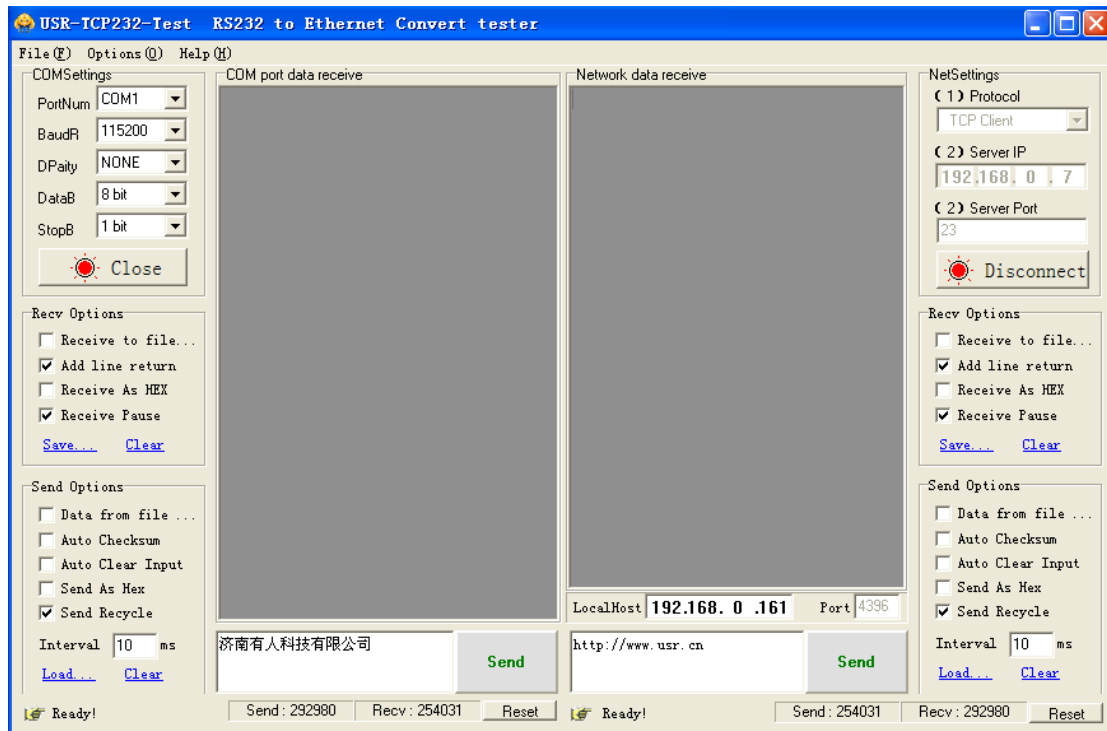 USR-TCP232-Test RS232 to Ethernet Convert tester
File(F) Options(O) Help(H)
COMSettings
PortNum COM1
BaudR 115200
DPaity NONE
DataB 8 bit
StopB 1 bit
Close
Recv Options
Receive to file...
Add line return
Receive As HEX
Receive Pause
Save... Clear
Send Options
Data from file ...
Auto Checksum
Auto Clear Input
Send As Hex
Send Recycle
Interval 10 ms
Load... Clear
COM port data receive
济南有人科技有限公司
Send
Network data receive
LocalHost 192.168. 0 .161 Port 4396
http://www.usr.cn
Send
NetSettings
( 1 ) Protocol
TCP Client
( 2 ) Server IP
192.168. 0 . 7
( 2 ) Server Port
23
Disconnect
Recv Options
Receive to file...
Add line return
Receive As HEX
Receive Pause
Save... Clear
Send Options
Data from file ...
Auto Checksum
Auto Clear Input
Send As Hex
Send Recycle
Interval 10 ms
Load... Clear
Ready! Send : 292980 Recv : 254031 Reset
Ready! Send : 254031 Recv : 292980 Reset